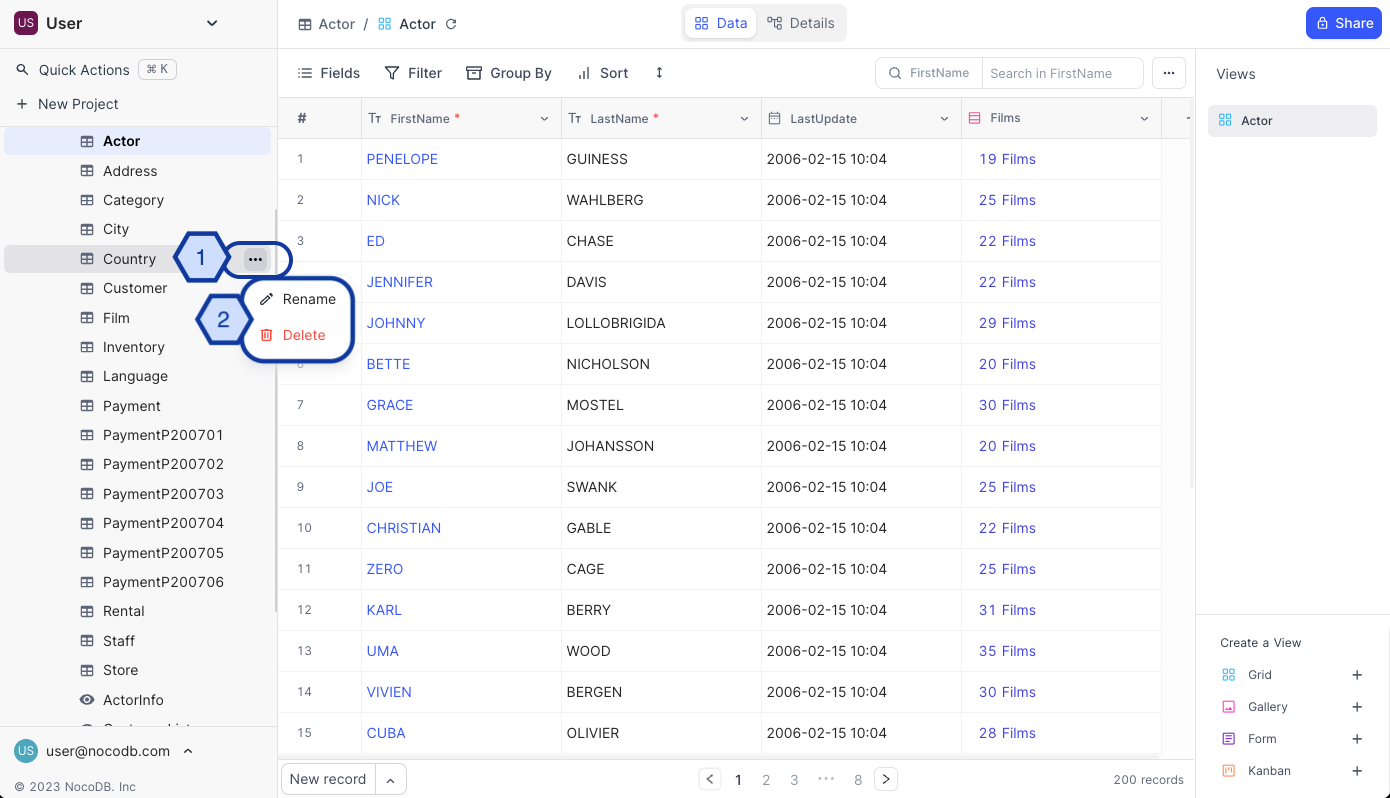 US User
Actor / Actor
Data Details
Share
Quick Actions ⌘ K
New Project
Actor
Address
Category
City
Country
Customer
Film
Inventory
Language
Payment
PaymentP200701
PaymentP200702
PaymentP200703
PaymentP200704
PaymentP200705
PaymentP200706
Rental
Staff
Store
ActorInfo
US user@nocodb.com
© 2023 NocoDB. Inc
1
2
Rename
Delete
Fields Filter Group By Sort
FirstName Search in FirstName
# FirstName * LastName * LastUpdate Films
1 PENELOPE GUINESS 2006-02-15 10:04 19 Films
2 NICK WAHLBERG 2006-02-15 10:04 25 Films
3 ED CHASE 2006-02-15 10:04 22 Films
JENNIFER DAVIS 2006-02-15 10:04 22 Films
JOHNNY LOLLOBRIGIDA 2006-02-15 10:04 29 Films
6 BETTE NICHOLSON 2006-02-15 10:04 20 Films
7 GRACE MOSTEL 2006-02-15 10:04 30 Films
8 MATTHEW JOHANSSON 2006-02-15 10:04 20 Films
9 JOE SWANK 2006-02-15 10:04 25 Films
10 CHRISTIAN GABLE 2006-02-15 10:04 22 Films
11 ZERO CAGE 2006-02-15 10:04 25 Films
12 KARL BERRY 2006-02-15 10:04 31 Films
13 UMA WOOD 2006-02-15 10:04 35 Films
14 VIVIEN BERGEN 2006-02-15 10:04 30 Films
15 CUBA OLIVIER 2006-02-15 10:04 28 Films
New record
1 2 3 ••• 8
200 records
Views
Actor
Create a View
Grid
Gallery
Form
Kanban